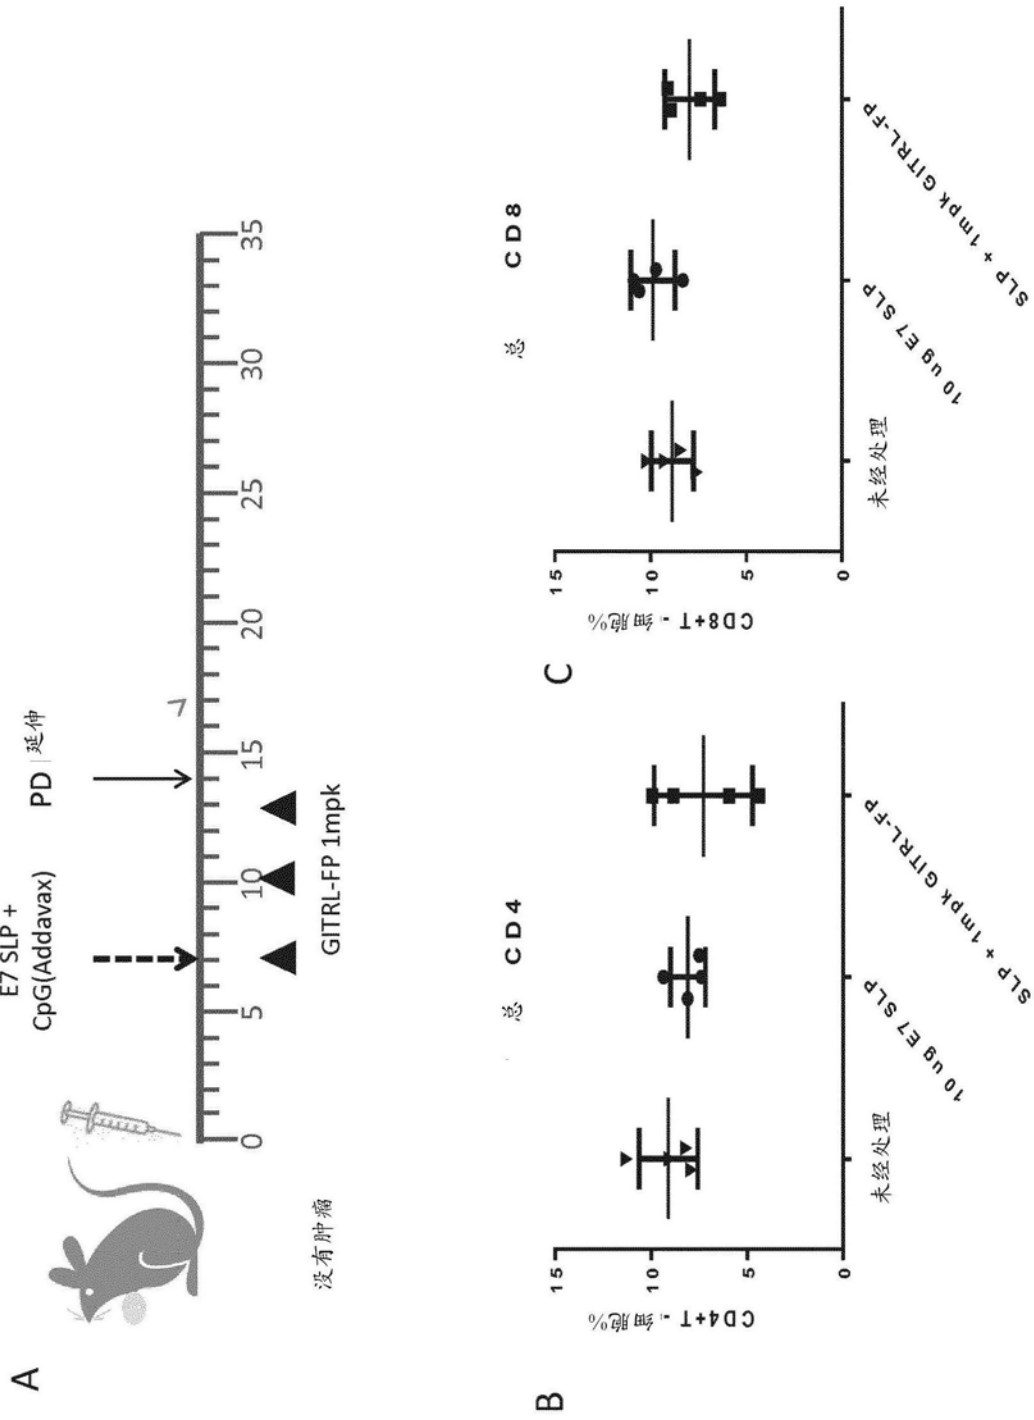 A
E7 SLP +
CpG(Addavax)
PD | 延伸
0 5 10 15 20 25 30 35
没有肿瘤
GITRL-FP 1mpk
B
总 CD4
CD4+T - 细胞%
15
10
5
0
未经处理
10 ug E7 SLP
SLP + 1mpk GITRL-FP
C
总 CD8
CD8+T - 细胞%
15
10
5
0
未经处理
10 ug E7 SLP
SLP + 1mpk GITRL-FP